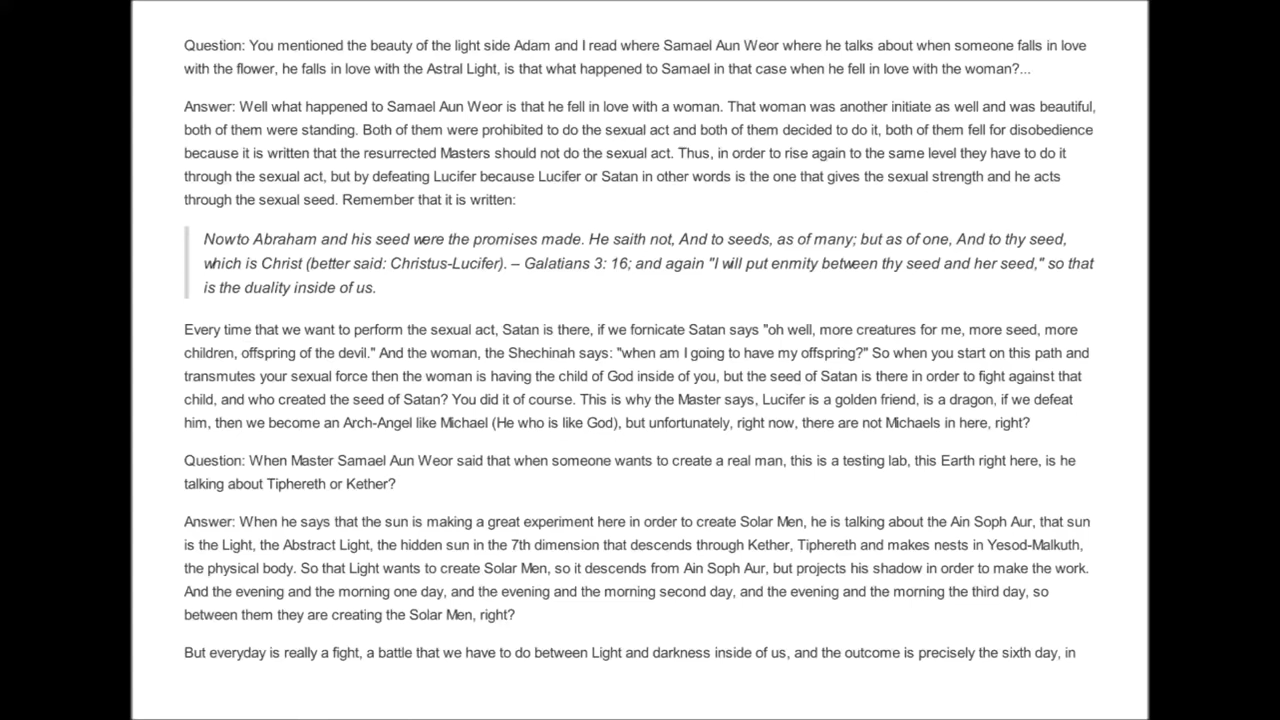 Question: You mentioned the beauty of the light side Adam and I read where Samael Aun Weor where he talks about when someone falls in love
with the flower, he falls in love with the Astral Light, is that what happened to Samael in that case when he fell in love with the woman?...
Answer: Well what happened to Samael Aun Weor is that he fell in love with a woman. That woman was another initiate as well and was beautiful,
both of them were standing. Both of them were prohibited to do the sexual act and both of them decided to do it, both of them fell for disobedience
because it is written that the resurrected Masters should not do the sexual act. Thus, in order to rise again to the same level they have to do it
through the sexual act, but by defeating Lucifer because Lucifer or Satan in other words is the one that gives the sexual strength and he acts
through the sexual seed. Remember that it is written:
Nowto Abraham and his seed were the promises made. He saith not, And to seeds, as of many; but as of one, And to thy seed,
which is Christ (better said: Christus-Lucifer). – Galatians 3: 16; and again "I will put enmity between thy seed and her seed," so that
is the duality inside of us.
Every time that we want to perform the sexual act, Satan is there, if we fornicate Satan says "oh well, more creatures for me, more seed, more
children, offspring of the devil." And the woman, the Shechinah says: "when am I going to have my offspring?" So when you start on this path and
transmutes your sexual force then the woman is having the child of God inside of you, but the seed of Satan is there in order to fight against that
child, and who created the seed of Satan? You did it of course. This is why the Master says, Lucifer is a golden friend, is a dragon, if we defeat
him, then we become an Arch-Angel like Michael (He who is like God), but unfortunately, right now, there are not Michaels in here, right?
Question: When Master Samael Aun Weor said that when someone wants to create a real man, this is a testing lab, this Earth right here, is he
talking about Tiphereth or Kether?
Answer: When he says that the sun is making a great experiment here in order to create Solar Men, he is talking about the Ain Soph Aur, that sun
is the Light, the Abstract Light, the hidden sun in the 7th dimension that descends through Kether, Tiphereth and makes nests in Yesod-Malkuth,
the physical body. So that Light wants to create Solar Men, so it descends from Ain Soph Aur, but projects his shadow in order to make the work.
And the evening and the morning one day, and the evening and the morning second day, and the evening and the morning the third day, so
between them they are creating the Solar Men, right?
But everyday is really a fight, a battle that we have to do between Light and darkness inside of us, and the outcome is precisely the sixth day, in